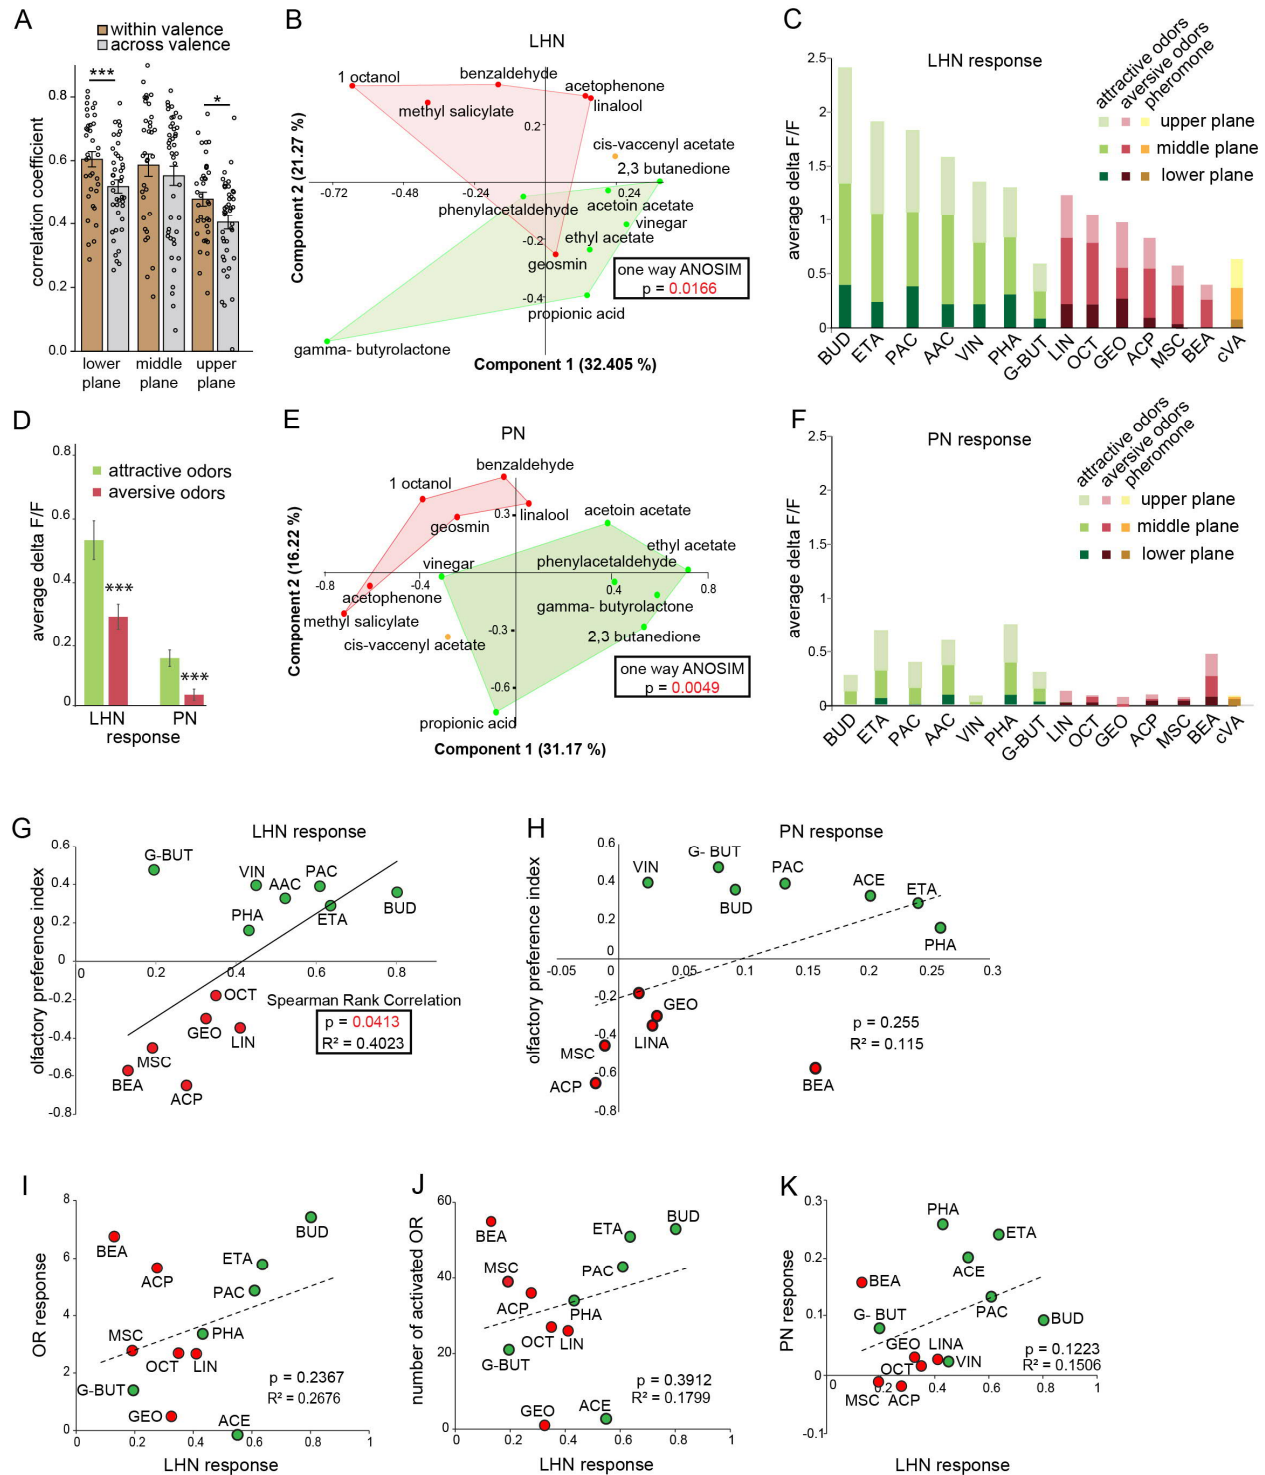 A
within valence
across valence
***
*
0.8
0.6
0.4
0.2
0.0
correlation coefficient
lower plane
middle plane
upper plane
B
LHN
1 octanol
benzaldehyde
acetophenone
linalool
methyl salicylate
0.2
cis-vaccenyl acetate
2,3 butanedione
-0.72
-0.48
-0.24
0.24
phenylacetaldehyde
acetoin acetate
vinegar
-0.2
ethyl acetate
geosmin
one way ANOSIM
p = 0.0166
-0.4
propionic acid
gamma- butyrolactone
Component 1 (32.405 %)
Component 2 (21.27 %)
C
LHN response
attractive odors
aversive odors
pheromone
upper plane
middle plane
lower plane
2.5
2
1.5
1
0.5
0
average delta F/F
BUD
ETA
PAC
AAC
VIN
PHA
G-BUT
LIN
OCT
GEO
ACP
MSC
BEA
cVA
D
attractive odors
aversive odors
0.8
0.6
0.4
0.2
0
average delta F/F
***
***
LHN
PN
response
E
PN
benzaldehyde
1 octanol
geosmin
0.3
linalool
acetoin acetate
ethyl acetate
vinegar
phenylacetaldehyde
-0.8
-0.4
0.4
0.8
acetophenone
gamma- butyrolactone
methyl salicylate
cis-vaccenyl acetate
-0.3
2,3 butanedione
one way ANOSIM
p = 0.0049
-0.6
propionic acid
Component 1 (31.17 %)
Component 2 (16.22 %)
F
PN response
attractive odors
aversive odors
pheromone
upper plane
middle plane
lower plane
2.5
2
1.5
1
0.5
0
average delta F/F
BUD
ETA
PAC
AAC
VIN
PHA
G-BUT
LIN
OCT
GEO
ACP
MSC
BEA
cVA
G
LHN response
0.6
0.4
0.2
0
-0.2
-0.4
-0.6
-0.8
olfactory preference index
G-BUT
VIN
AAC
PAC
PHA
ETA
BUD
0
0.2
0.4
0.6
0.8
OCT
GEO
LIN
MSC
BEA
ACP
Spearman Rank Correlation
p = 0.0413
R² = 0.4023
H
PN response
0.6
0.4
0.2
0
-0.2
-0.4
-0.6
-0.8
olfactory preference index
VIN
G- BUT
BUD
PAC
ACE
ETA
PHA
-0.05
0
0.05
0.1
0.15
0.2
0.25
0.3
GEO
LINA
MSC
ACP
BEA
p = 0.255
R² = 0.115
I
8
6
4
2
0
OR response
BEA
ACP
BUD
ETA
PAC
PHA
MSC
OCT
LIN
G-BUT
GEO
ACE
p = 0.2367
R² = 0.2676
0
0.2
0.4
0.6
0.8
1
LHN response
J
60
40
20
0
number of activated OR
BEA
ETA
BUD
MSC
PAC
ACP
PHA
OCT
LIN
G-BUT
GEO
ACE
p = 0.3912
R² = 0.1799
0
0.2
0.4
0.6
0.8
1
LHN response
K
0.3
0.2
0.1
0
-0.1
PN response
PHA
ETA
ACE
BEA
PAC
G- BUT
BUD
GEO
LINA
OCT
VIN
MSC
ACP
p = 0.1223
R² = 0.1506
0.2
0.4
0.6
0.8
1
LHN response